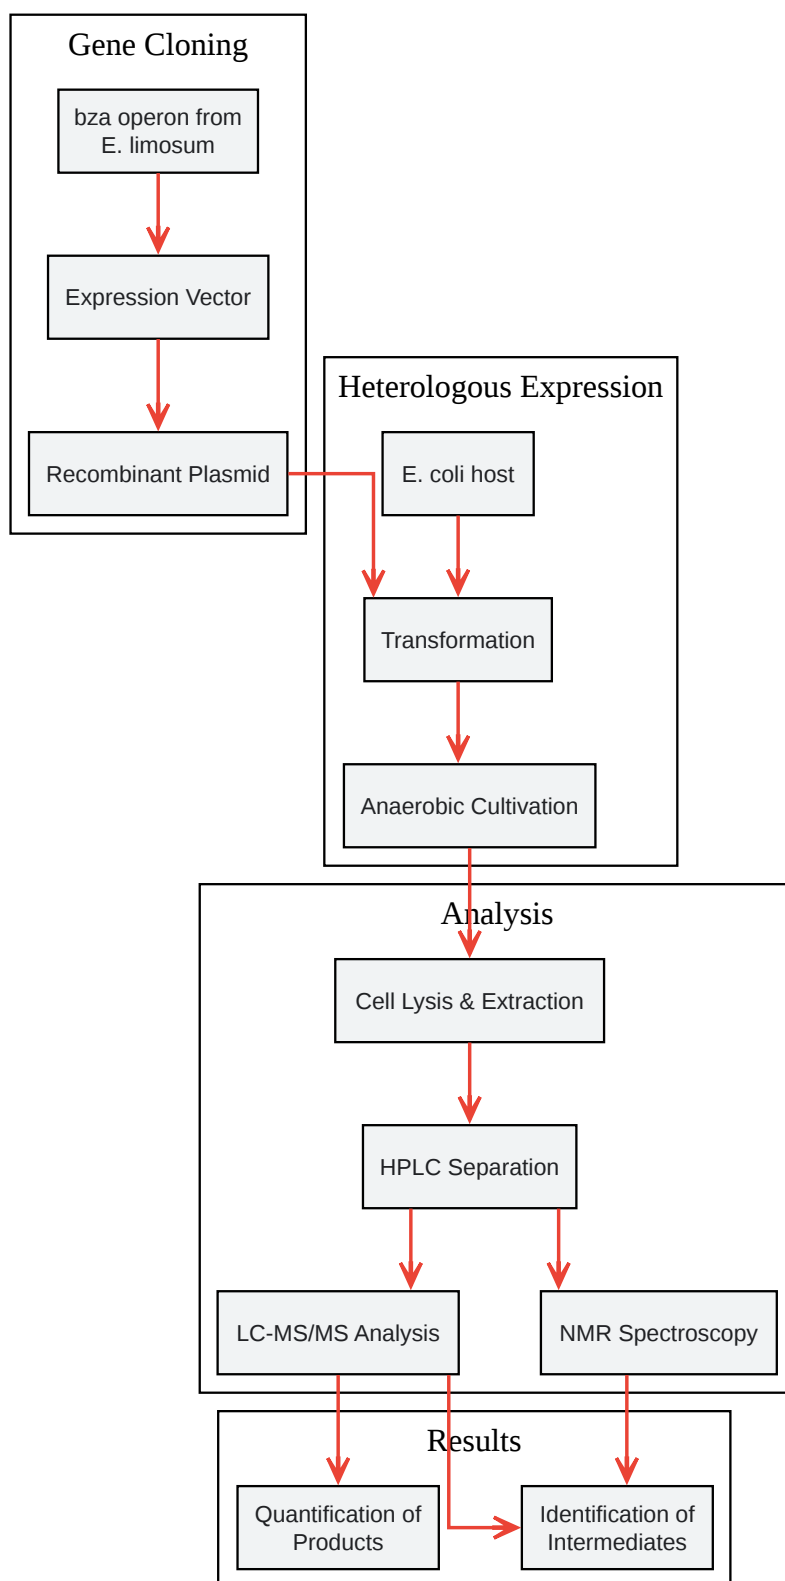 Gene Cloning
bza operon from
E. limosum
Expression Vector
Recombinant Plasmid
Heterologous Expression
E. coli host
Transformation
Anaerobic Cultivation
Analysis
Cell Lysis & Extraction
HPLC Separation
LC-MS/MS Analysis
NMR Spectroscopy
Results
Quantification of
Products
Identification of
Intermediates